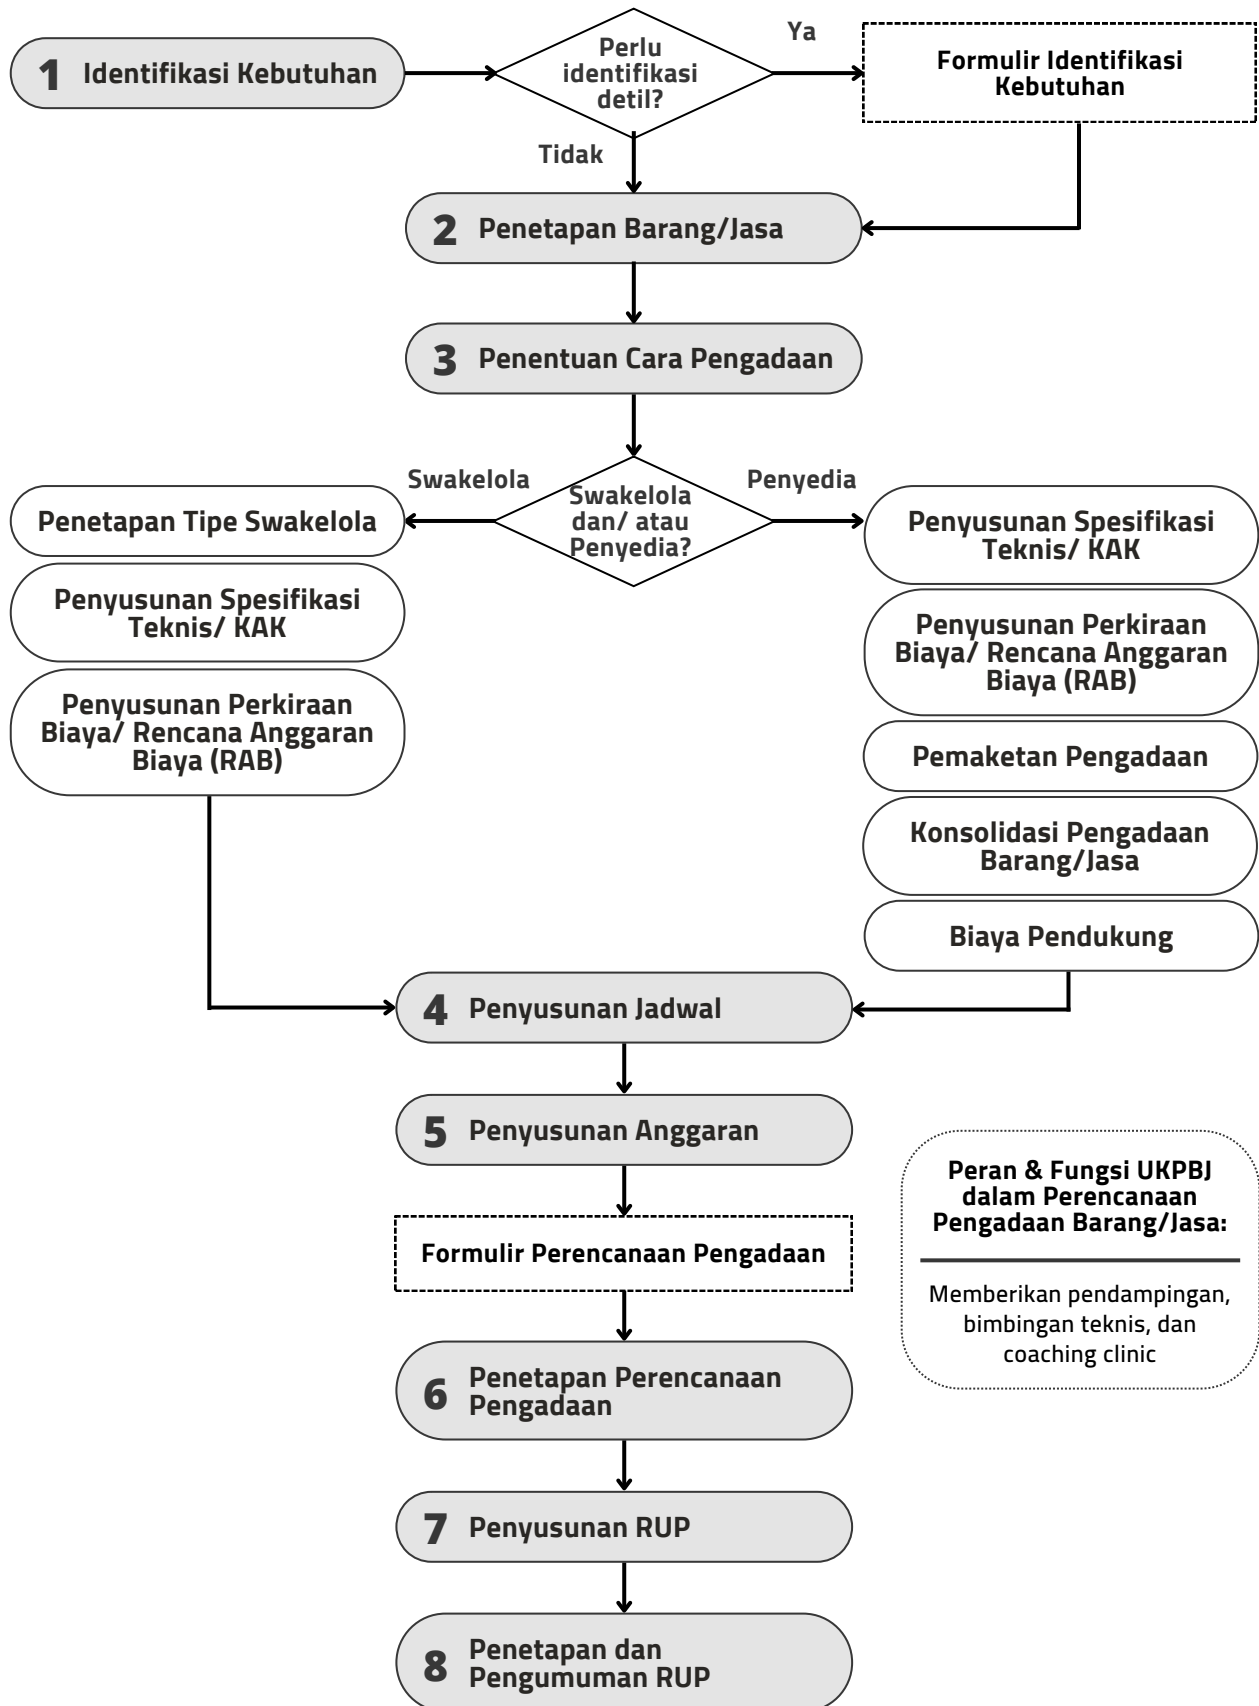 1 Identifikasi Kebutuhan
Perlu
identifikasi
detil?
Ya
Formulir Identifikasi
Kebutuhan
Tidak
2 Penetapan Barang/Jasa
3 Penentuan Cara Pengadaan
Swakelola
Swakelola
dan/ atau
Penyedia?
Penyedia
Penetapan Tipe Swakelola
Penyusunan Spesifikasi
Teknis/ KAK
Penyusunan Perkiraan
Biaya/ Rencana Anggaran
Biaya (RAB)
Penyusunan Spesifikasi
Teknis/ KAK
Penyusunan Perkiraan
Biaya/ Rencana Anggaran
Biaya (RAB)
Pemaketan Pengadaan
Konsolidasi Pengadaan
Barang/Jasa
Biaya Pendukung
4 Penyusunan Jadwal
5 Penyusunan Anggaran
Formulir Perencanaan Pengadaan
6 Penetapan Perencanaan
Pengadaan
7 Penyusunan RUP
8 Penetapan dan
Pengumuman RUP
Peran & Fungsi UKPBJ
dalam Perencanaan
Pengadaan Barang/Jasa:
Memberikan pendampingan,
bimbingan teknis, dan
coaching clinic